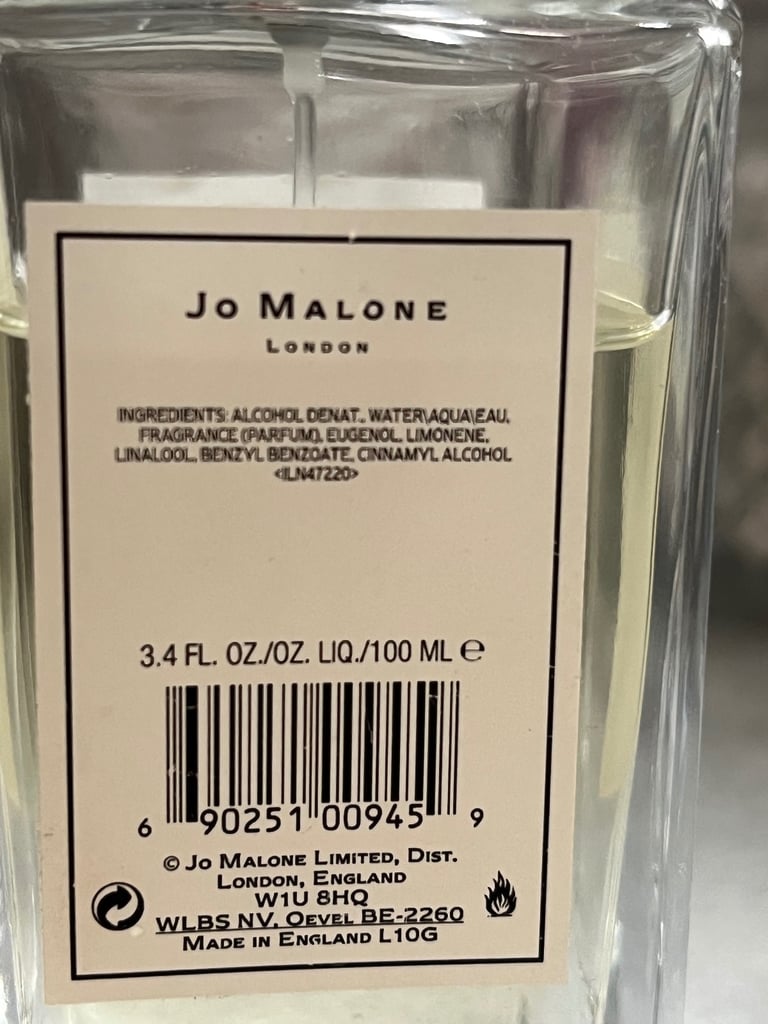 JO MALONE
LONDON
INGREDIENTS: ALCOHOL DENAT., WATER\AQUA\EAU,
FRAGRANCE (PARFUM), EUGENOL, LIMONENE,
LINALOOL, BENZYL BENZOATE, CINNAMYL ALCOHOL
<ILN47220>
3.4 FL. OZ./OZ. LIQ./100 ML ℮
6 90251 00945 9
© JO MALONE LIMITED, DIST.
LONDON, ENGLAND
W1U 8HQ
WLBS NV, OEVEL BE-2260
MADE IN ENGLAND L10G